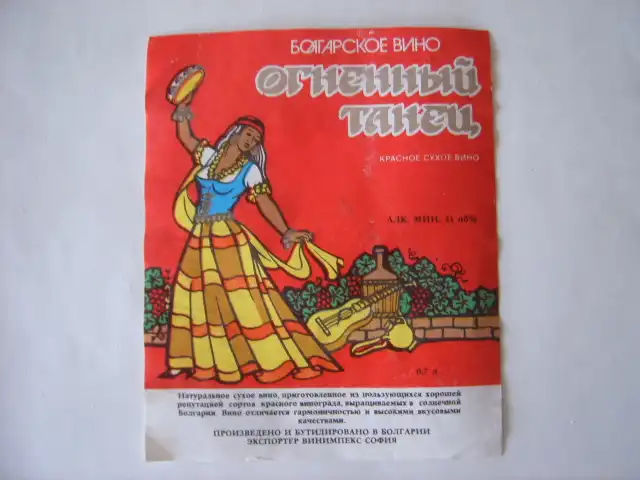 БОЛГАРСКОЕ ВИНО
ОГНЕННЫЙ
ТАНЕЦ
КРАСНОЕ СУХОЕ ВИНО
АЛК. МИН. 11 об%
0,7 л
Натуральное сухое вино, приготовленное из пользующихся хорошей
репутацией сортов красного винограда, выращиваемых в солнечной
Болгарии. Вино отличается гармоничностью и высокими вкусовыми
качествами.
ПРОИЗВЕДЕНО И БУТИЛИРОВАНО В БОЛГАРИИ
ЭКСПОРТЕР ВИНИМПЕКС СОФИЯ